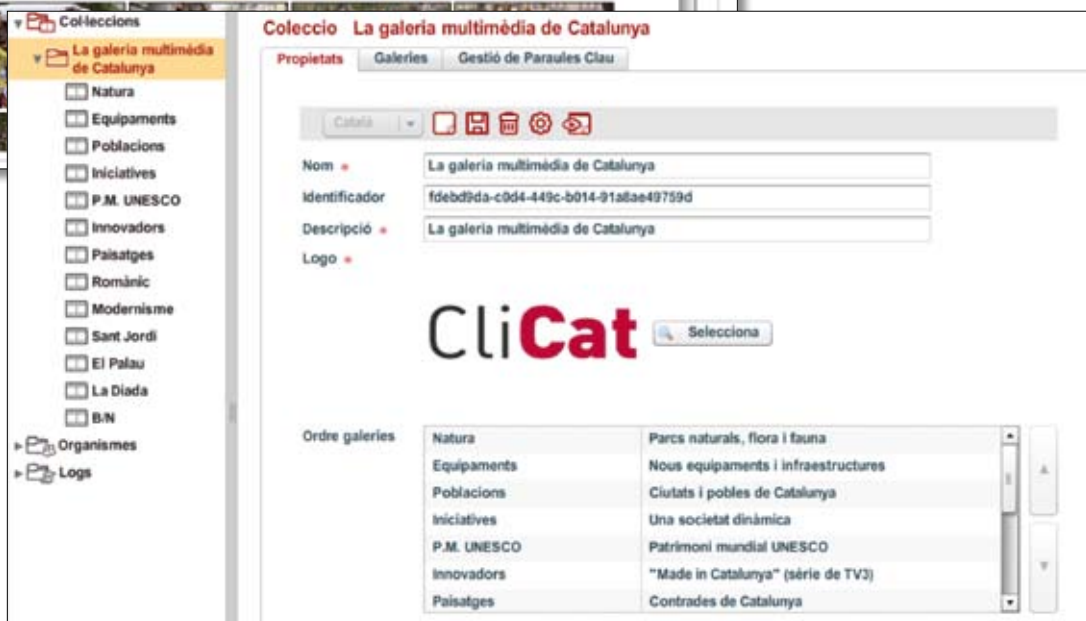 Col·leccions
La galeria multimèdia
de Catalunya
Natura
Equipaments
Poblacions
Iniciatives
P.M. UNESCO
Innovadors
Paisatges
Romànic
Modernisme
Sant Jordi
El Palau
La Diada
B/N
Organismes
Logs
Coleccio La galeria multimèdia de Catalunya
Propietats Galeries Gestió de Paraules Clau
Català
Nom * La galeria multimèdia de Catalunya
Identificador fdebd9da-c0d4-449c-b014-91a8ae49759d
Descripció * La galeria multimèdia de Catalunya
Logo *
CliCat Selecciona
Ordre galeries
Natura Parcs naturals, flora i fauna
Equipaments Nous equipaments i infraestructures
Poblacions Ciutats i pobles de Catalunya
Iniciatives Una societat dinàmica
P.M. UNESCO Patrimoni mundial UNESCO
Innovadors "Made in Catalunya" (sèrie de TV3)
Paisatges Contrades de Catalunya